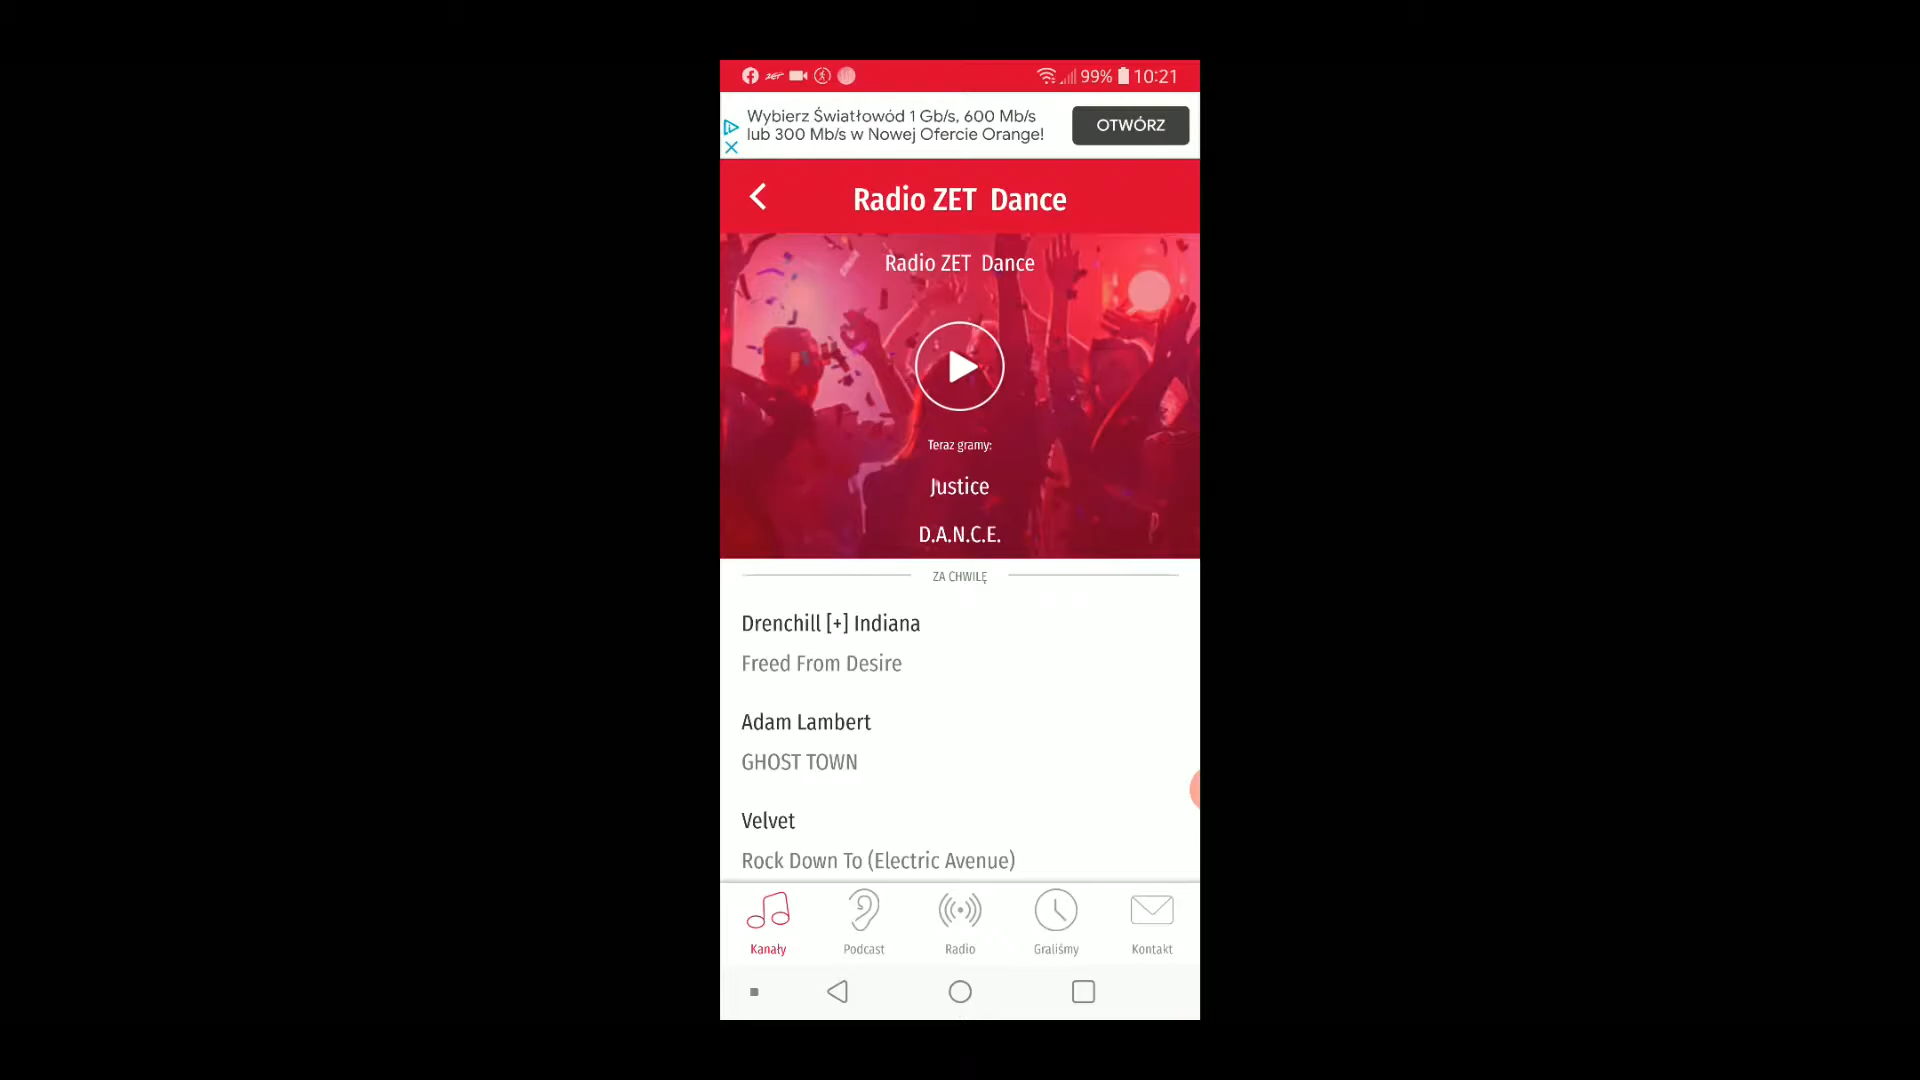 ZET 99% 10:21
Wybierz Światłowód 1 Gb/s, 600 Mb/s
lub 300 Mb/s w Nowej Ofercie Orange!
OTWÓRZ
Radio ZET Dance
Radio ZET Dance
Teraz gramy:
Justice
D.A.N.C.E.
ZA CHWILĘ
Drenchill [+] Indiana
Freed From Desire
Adam Lambert
GHOST TOWN
Velvet
Rock Down To (Electric Avenue)
Kanały
Podcast
Radio
Graliśmy
Kontakt